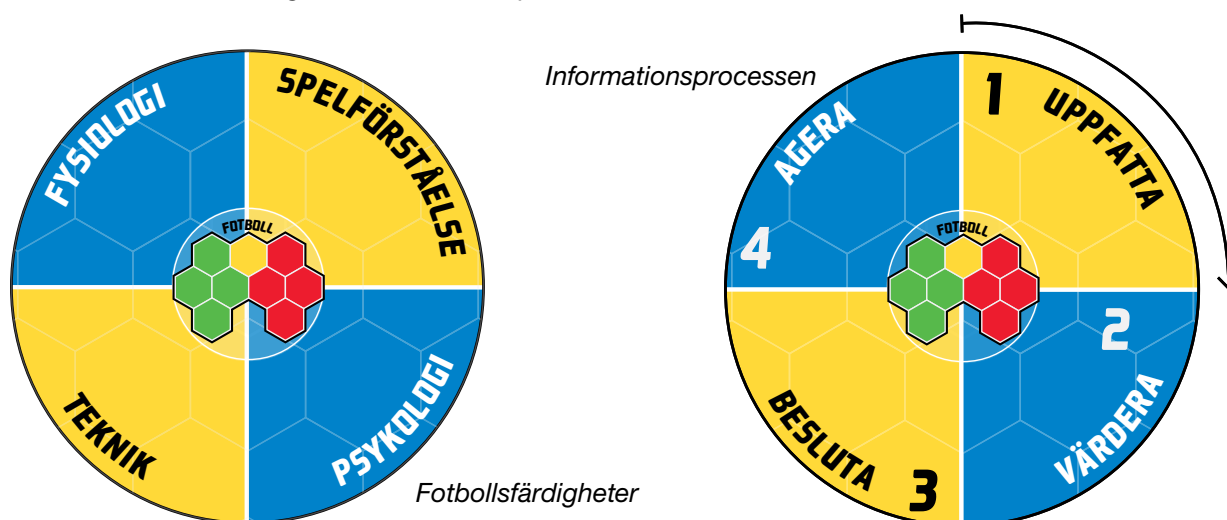 FYSIOLOGI
SPELFÖRSTÅELSE
FOTBOLL
TEKNIK
PSYKOLOGI
Fotbollsfärdigheter
Informationsprocessen
1 UPPFATTA
AGERA
4
FOTBOLL
2
VÄRDERA
BESLUTA 3